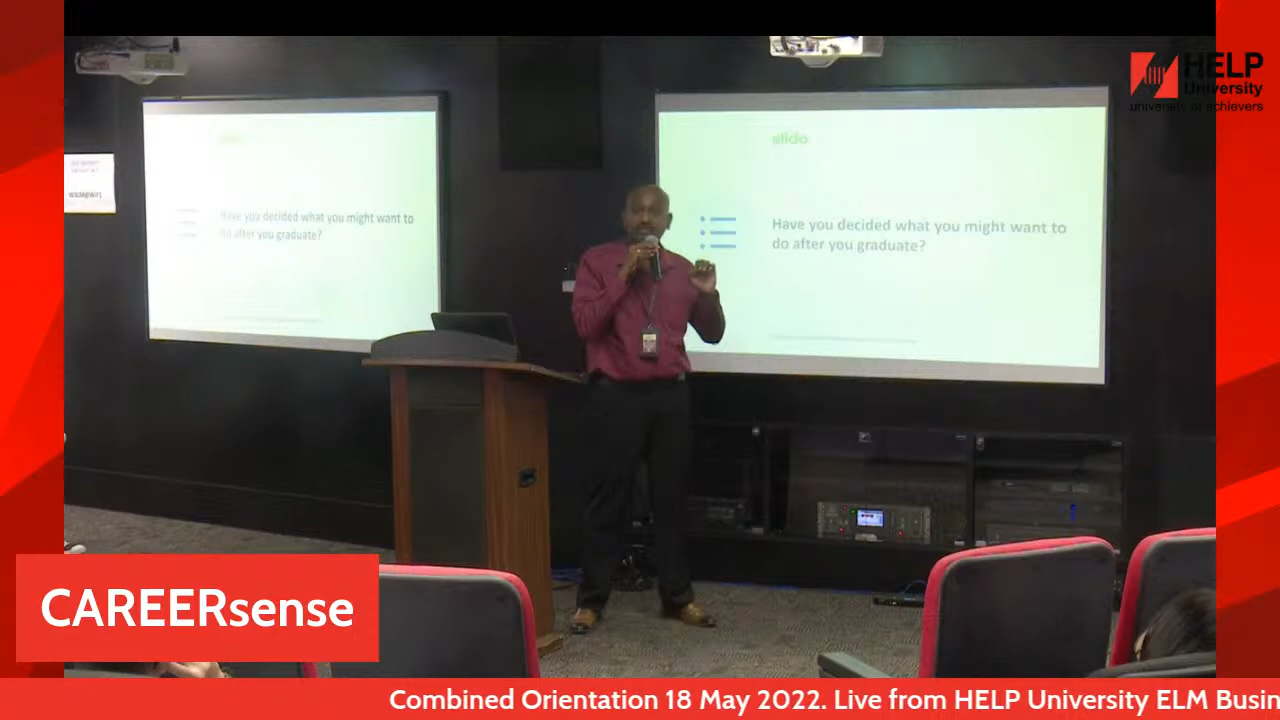 HELP
University
university of achievers
slido
Have you decided what you might want to
do after you graduate?
slido
Have you decided what you might want to
do after you graduate?
CAREERsense
Combined Orientation 18 May 2022. Live from HELP University ELM Busin